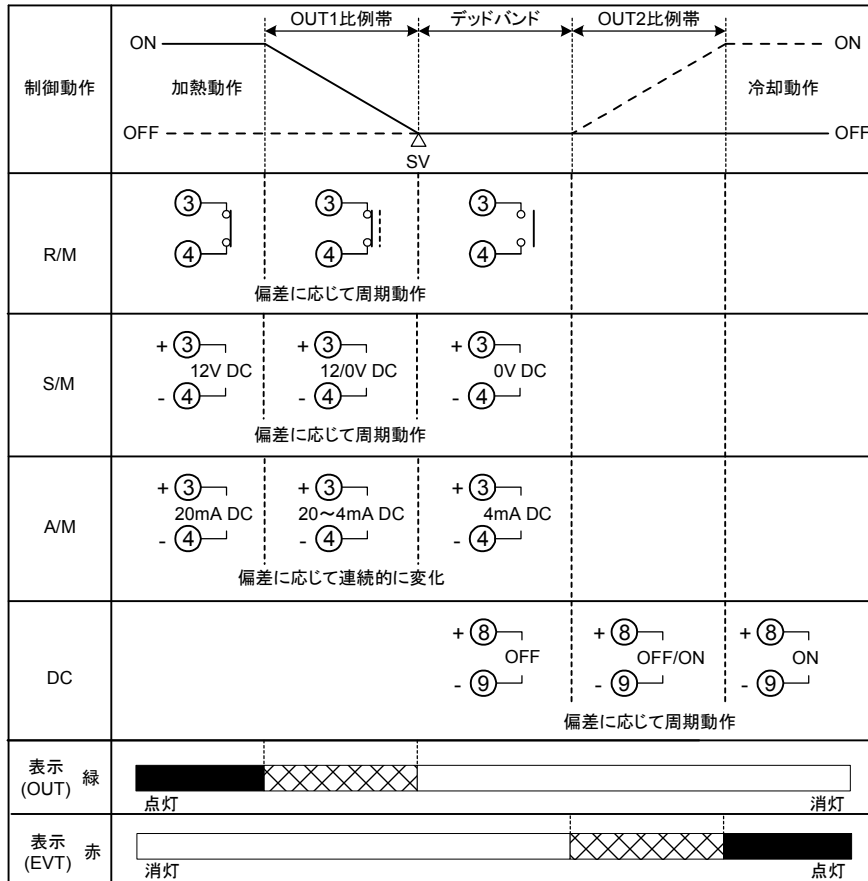 OUT1比例帯 デッドバンド OUT2比例帯
ON ON
制御動作 加熱動作 冷却動作
OFF OFF
SV
R/M
③ ③ ③
④ ④ ④
偏差に応じて周期動作
S/M
+ ③ + ③ + ③
12V DC 12/0V DC 0V DC
- ④ - ④ - ④
偏差に応じて周期動作
A/M
+ ③ + ③ + ③
20mA DC 20～4mA DC 4mA DC
- ④ - ④ - ④
偏差に応じて連続的に変化
DC
+ ⑧ + ⑧ + ⑧
OFF OFF/ON ON
- ⑨ - ⑨ - ⑨
偏差に応じて周期動作
表示
(OUT) 緑
点灯 消灯
表示
(EVT) 赤
消灯 点灯